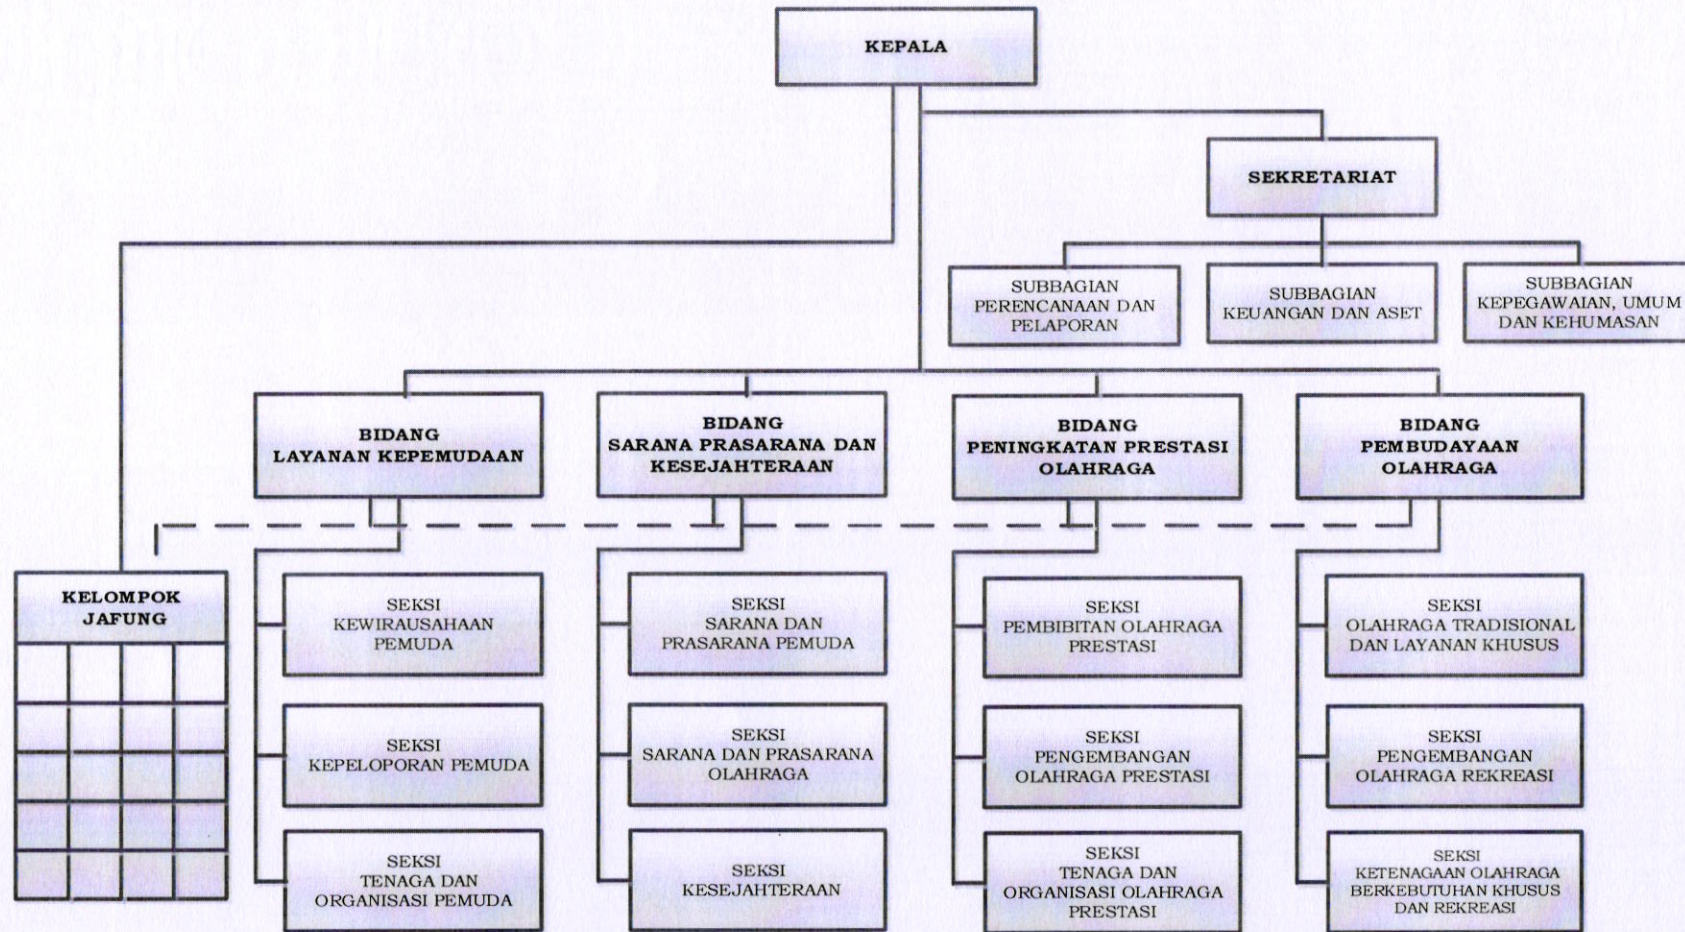 KEPALA
SEKRETARIAT
SUBBAGIAN
PERENCANAAN DAN
PELAPORAN
SUBBAGIAN
KEUANGAN DAN ASET
SUBBAGIAN
KEPEGAWAIAN, UMUM
DAN KEHUMASAN
BIDANG
LAYANAN KEPEMUDAAN
BIDANG
SARANA PRASARANA DAN
KESEJAHTERAAN
BIDANG
PENINGKATAN PRESTASI
OLAHRAGA
BIDANG
PEMBUDAYAAN
OLAHRAGA
KELOMPOK
JAFUNG
SEKSI
KEWIRAUSAHAAN
PEMUDA
SEKSI
SARANA DAN
PRASARANA PEMUDA
SEKSI
PEMBIBITAN OLAHRAGA
PRESTASI
SEKSI
OLAHRAGA TRADISIONAL
DAN LAYANAN KHUSUS
SEKSI
KEPELOPORAN PEMUDA
SEKSI
SARANA DAN PRASARANA
OLAHRAGA
SEKSI
PENGEMBANGAN
OLAHRAGA PRESTASI
SEKSI
PENGEMBANGAN
OLAHRAGA REKREASI
SEKSI
TENAGA DAN
ORGANISASI PEMUDA
SEKSI
KESEJAHTERAAN
SEKSI
TENAGA DAN
ORGANISASI OLAHRAGA
PRESTASI
SEKSI
KETENAGAAN OLAHRAGA
BERKEBUTUHAN KHUSUS
DAN REKREASI